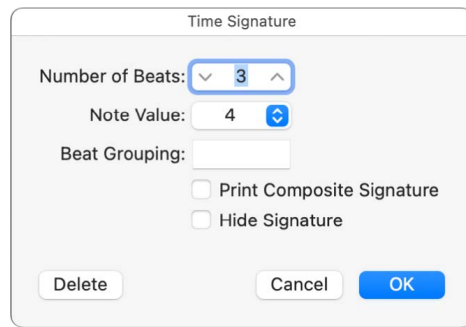 Time Signature
Number of Beats: 3
Note Value: 4
Beat Grouping:
Print Composite Signature
Hide Signature
Delete Cancel OK